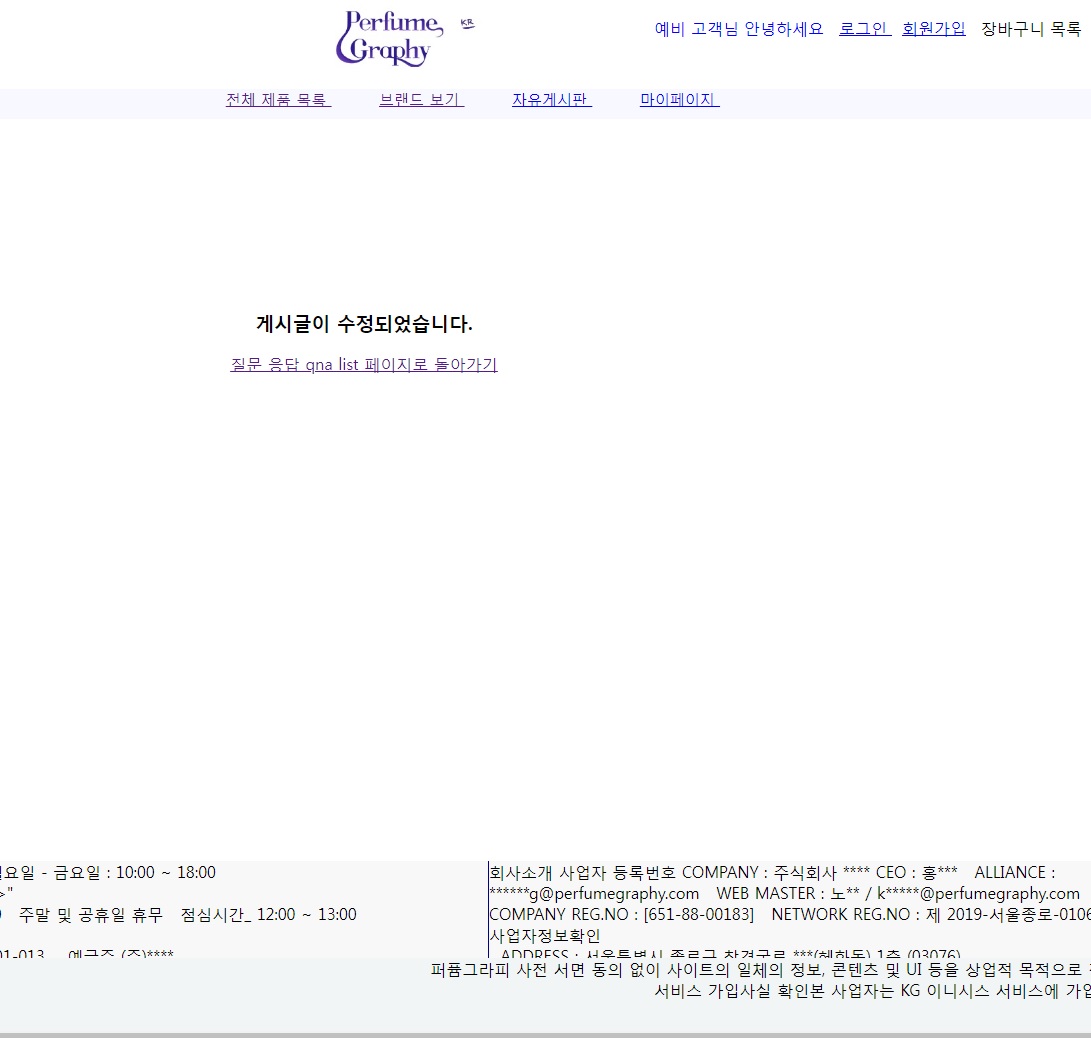 Perfume Graphy KR
예비 고객님 안녕하세요 로그인 회원가입 장바구니 목록
전체 제품 목록 브랜드 보기 자유게시판 마이페이지
게시글이 수정되었습니다.
질문 응답 qna list 페이지로 돌아가기
요일 - 금요일 : 10:00 ~ 18:00
>"
주말 및 공휴일 휴무 점심시간_ 12:00 ~ 13:00
01-013 예금주 (주)****
회사소개 사업자 등록번호 COMPANY : 주식회사 **** CEO : 홍*** ALLIANCE :
******g@perfumegraphy.com WEB MASTER : 노** / k*****@perfumegraphy.com
COMPANY REG.NO : [651-88-00183] NETWORK REG.NO : 제 2019-서울종로-0106
사업자정보확인
ADDRESS : 서울특별시 종로구 창경궁로 ***(혜화동) 1층 (03076)
퍼퓸그라피 사전 서면 동의 없이 사이트의 일체의 정보, 콘텐츠 및 UI 등을 상업적 목적으로
서비스 가입사실 확인본 사업자는 KG 이니시스 서비스에 가입